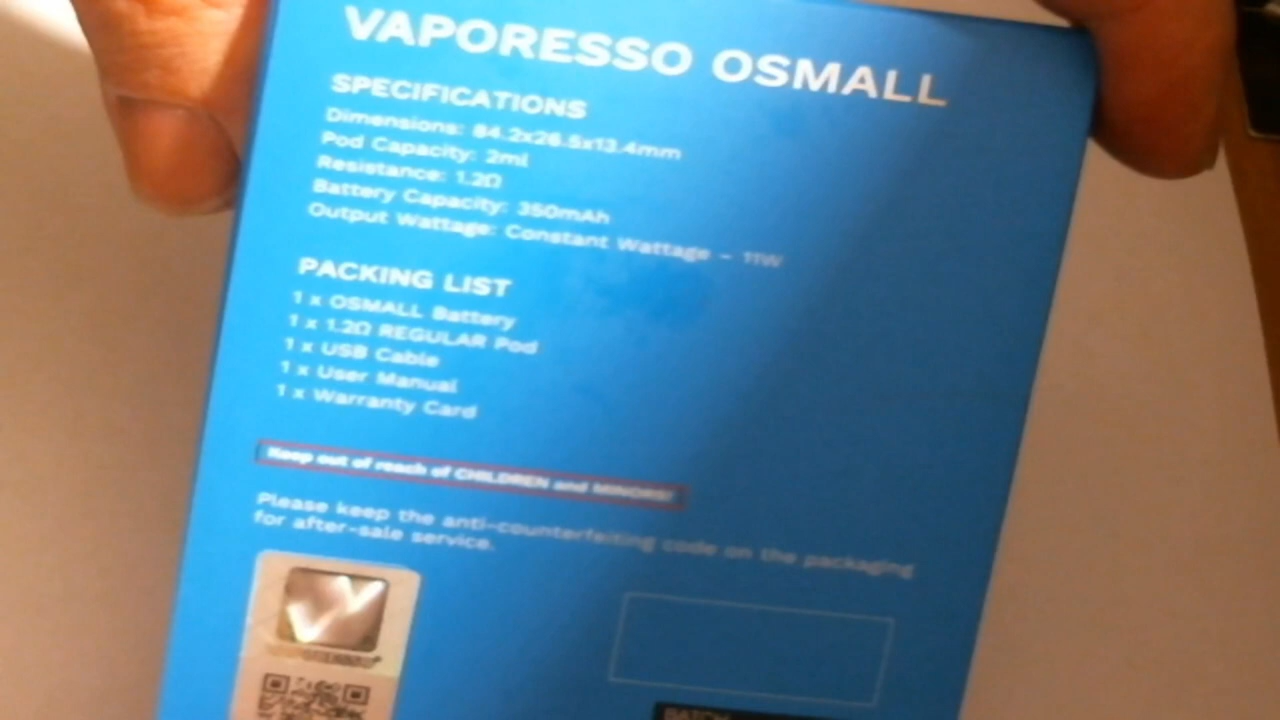 VAPORESSO OSMALL
SPECIFICATIONS
Dimensions: 84.2x26.5x13.4mm
Pod Capacity: 2ml
Resistance: 1.2Ω
Battery Capacity: 350mAh
Output Wattage: Constant Wattage - 11W
PACKING LIST
1 x OSMALL Battery
1 x 1.2Ω REGULAR Pod
1 x USB Cable
1 x User Manual
1 x Warranty Card
Keep out of reach of CHILDREN and MINORS!
Please keep the anti-counterfeiting code on the packaging
for after-sale service.